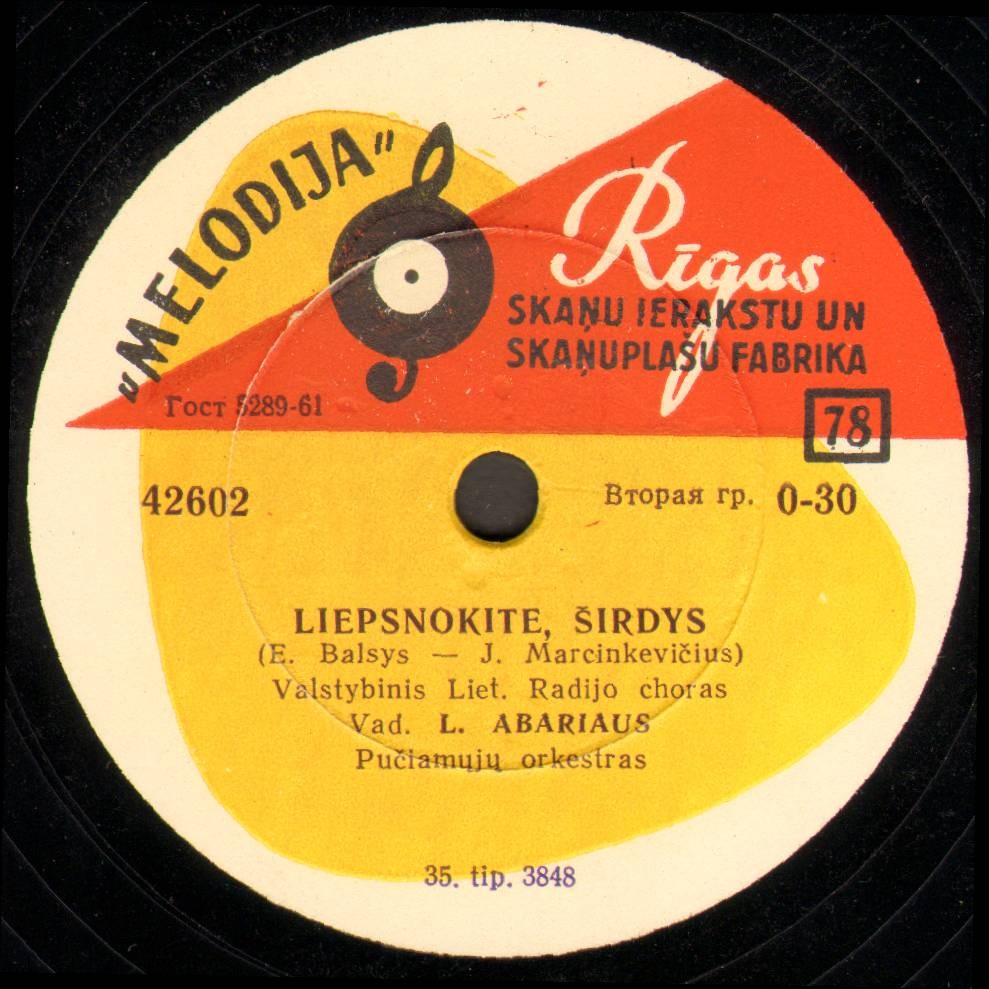 "MELODIJA"
Rīgas
SKAŅU IERAKSTU UN
SKAŅUPLAŠU FABRIKA
Гост 5289-61
78
42602
Вторая гр. 0-30
LIEPSNOKITE, ŠIRDYS
(E. Balsys — J. Marcinkevičius)
Valstybinis Liet. Radijo choras
Vad. L. ABARIAUS
Pučiamujų orkestras
35. tip. 3848